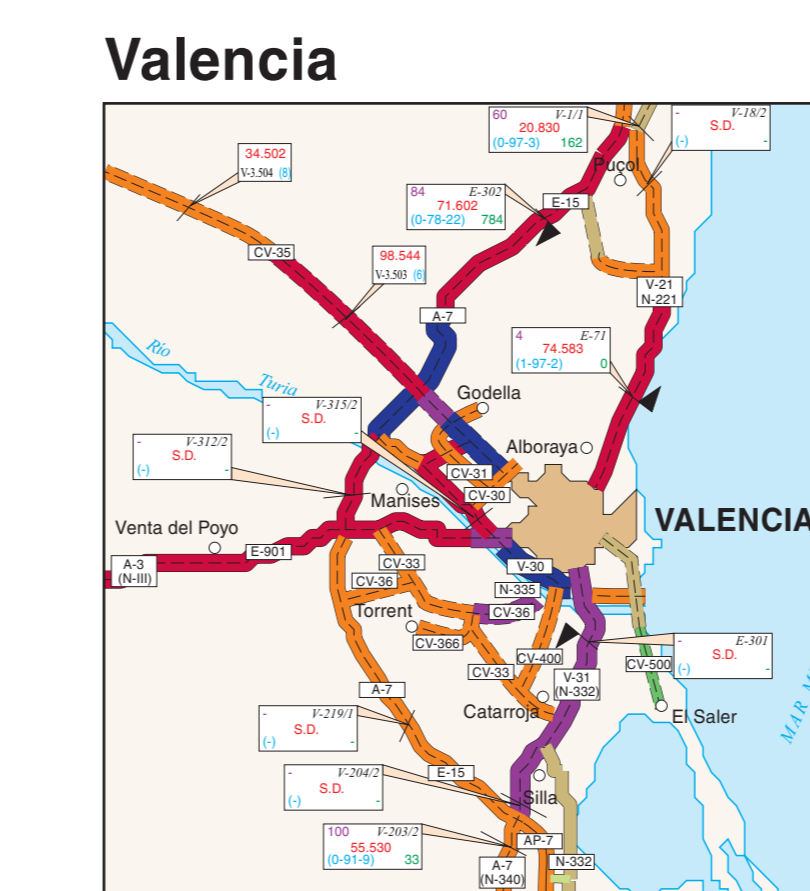 Valencia
60 V-1/1
20.830
(0-97-3) 162
- V-18/2
S.D.
(-) -
34.502
V-3.504 (8)
Puçol
84 E-302
71.602
(0-78-22) 784
E-15
CV-35
98.544
V-3.503 (6)
V-21
N-221
A-7
4 E-71
74.583
(1-97-2) 0
Río
Turia
Godella
- V-315/2
S.D.
(-) -
- V-312/2
S.D.
(-) -
Alboraya
CV-31
CV-30
Manises
VALENCIA
Venta del Poyo
E-901
A-3
(N-III)
CV-33
V-30
CV-36
N-335
Torrent
CV-36
CV-366
- E-301
S.D.
(-) -
CV-400
CV-500
CV-33
V-31
(N-332)
A-7
Catarroja
El Saler
MAR M
- V-219/1
S.D.
(-) -
E-15
- V-204/2
S.D.
(-) -
Silla
100 V-203/2
55.530
(0-91-9) 33
AP-7
N-332
A-7
(N-340)